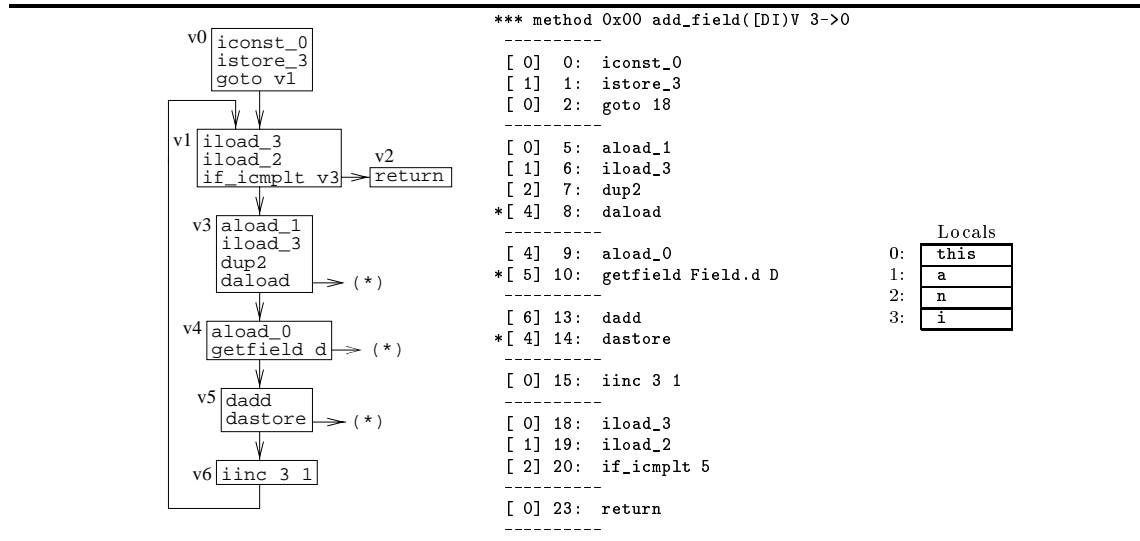 v0
iconst_0
istore_3
goto v1
v1
iload_3
iload_2
if_icmplt v3
v2
return
v3
aload_1
iload_3
dup2
daload
(*)
v4
aload_0
getfield d
(*)
v5
dadd
dastore
(*)
v6
iinc 3 1
*** method 0x00 add_field([DI)V 3->0
----------
[ 0] 0: iconst_0
[ 1] 1: istore_3
[ 0] 2: goto 18
----------
[ 0] 5: aload_1
[ 1] 6: iload_3
[ 2] 7: dup2
*[ 4] 8: daload
----------
[ 4] 9: aload_0
*[ 5] 10: getfield Field.d D
----------
[ 6] 13: dadd
*[ 4] 14: dastore
----------
[ 0] 15: iinc 3 1
----------
[ 0] 18: iload_3
[ 1] 19: iload_2
[ 2] 20: if_icmplt 5
----------
[ 0] 23: return
----------
Locals
0: this
1: a
2: n
3: i